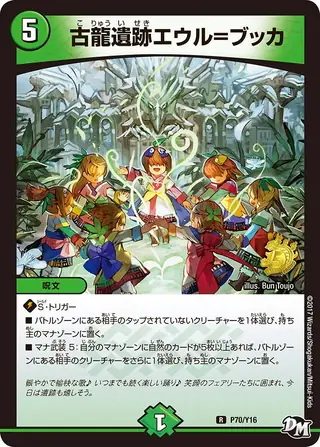 5
こりゅういせき
古龍遺跡エウル=ブッカ
illus. Bun Toujo
呪文
S・トリガー
■ バトルゾーンにある相手のタップされていないクリーチャーを1体選び、持ち
主のマナゾーンに置く。
■ マナ武装 5：自分のマナゾーンに自然のカードが5枚以上あれば、バトルゾー
ンにある相手のクリーチャーをさらに1体選び、持ち主のマナゾーンに置く。
賑やかで愉快な歌♪ いつまでも続く楽しい踊り♪ 笑顔のフェアリーたちに囲まれ、今
日は遺跡も嬉しそう。
1
R P70/Y16
DM
©2017 Wizards/Shogakukan/Mitsui-Kids